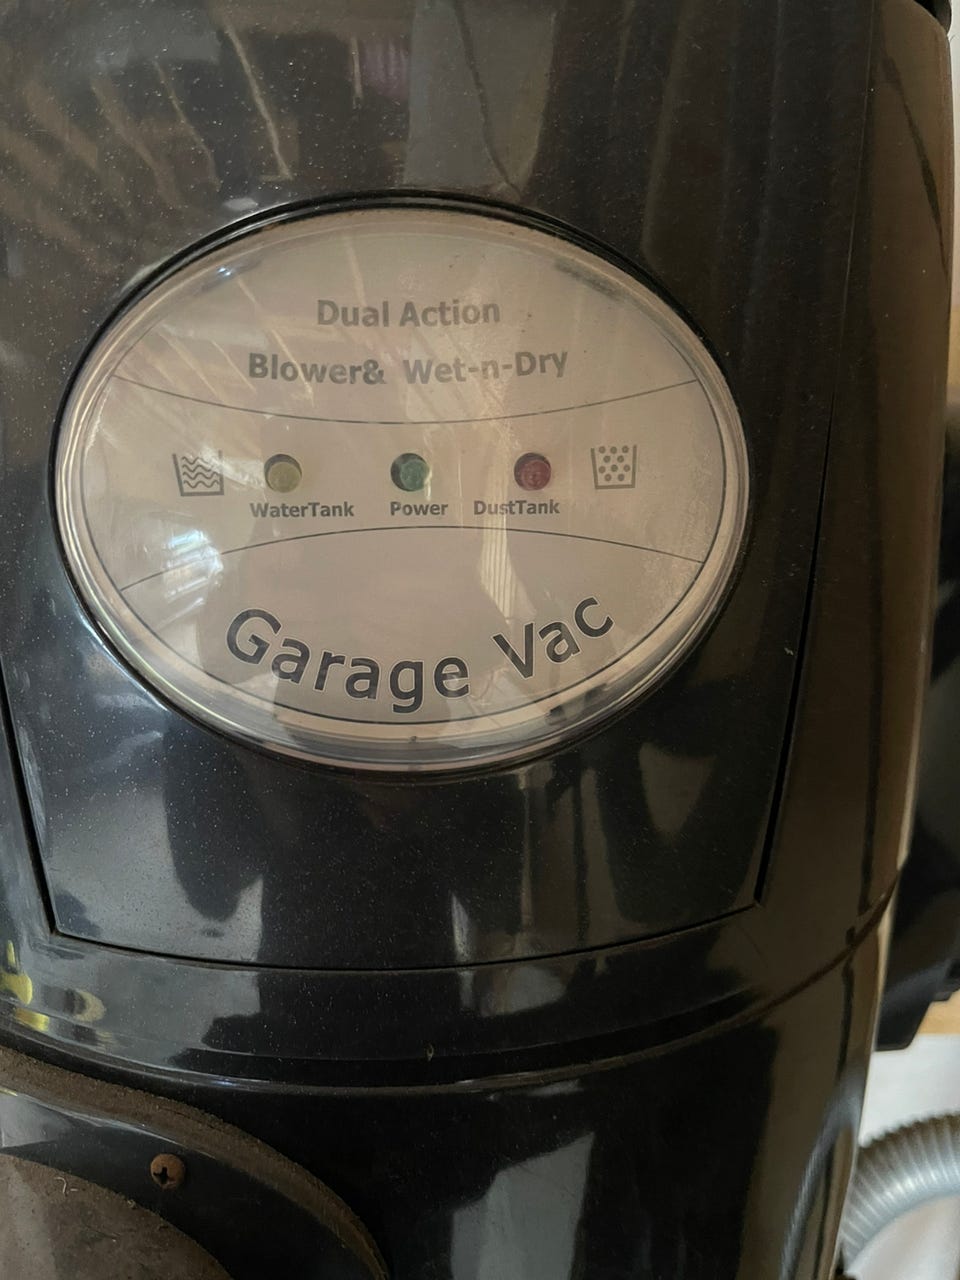 Dual Action
Blower& Wet-n-Dry
WaterTank Power DustTank
Garage Vac